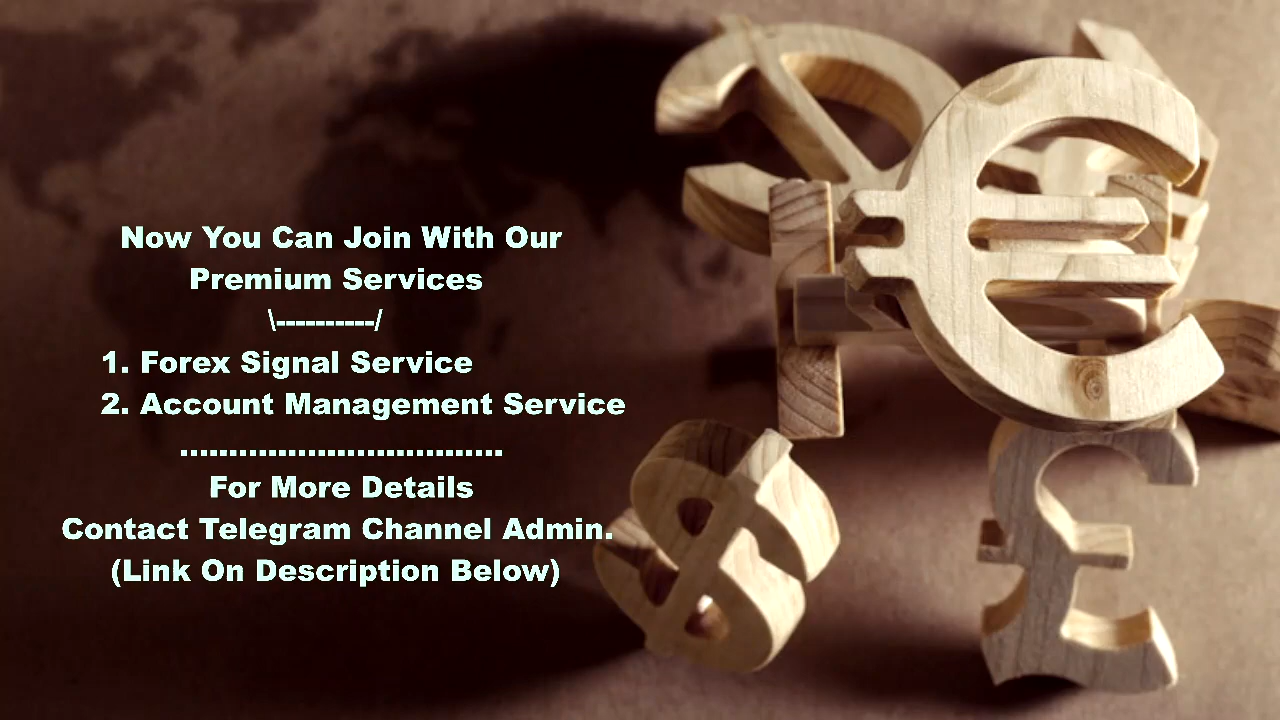 Now You Can Join With Our
Premium Services
\----------/
1. Forex Signal Service
2. Account Management Service
.................................
For More Details
Contact Telegram Channel Admin.
(Link On Description Below)